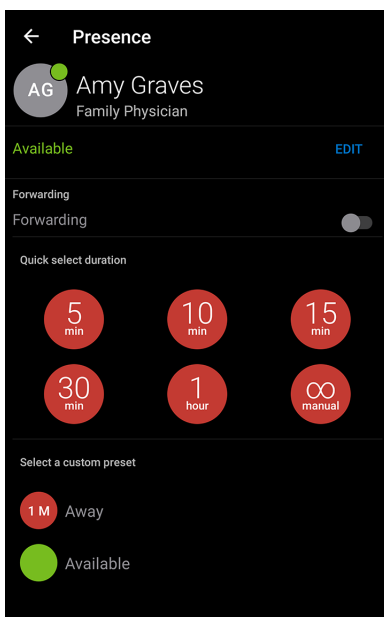 Presence
AG
Amy Graves
Family Physician
Available
EDIT
Forwarding
Forwarding
Quick select duration
5
min
10
min
15
min
30
min
1
hour
∞
manual
Select a custom preset
1 M
Away
Available